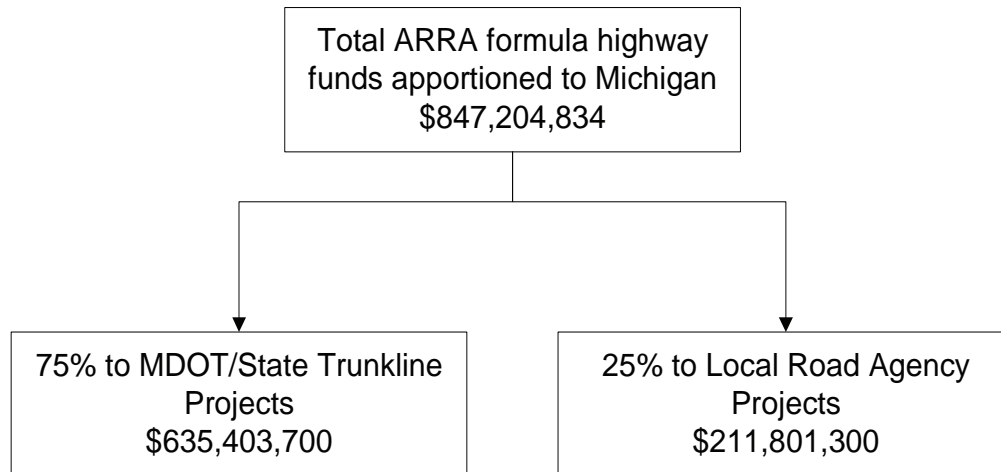 Total ARRA formula highway
funds apportioned to Michigan
$847,204,834
75% to MDOT/State Trunkline
Projects
$635,403,700
25% to Local Road Agency
Projects
$211,801,300